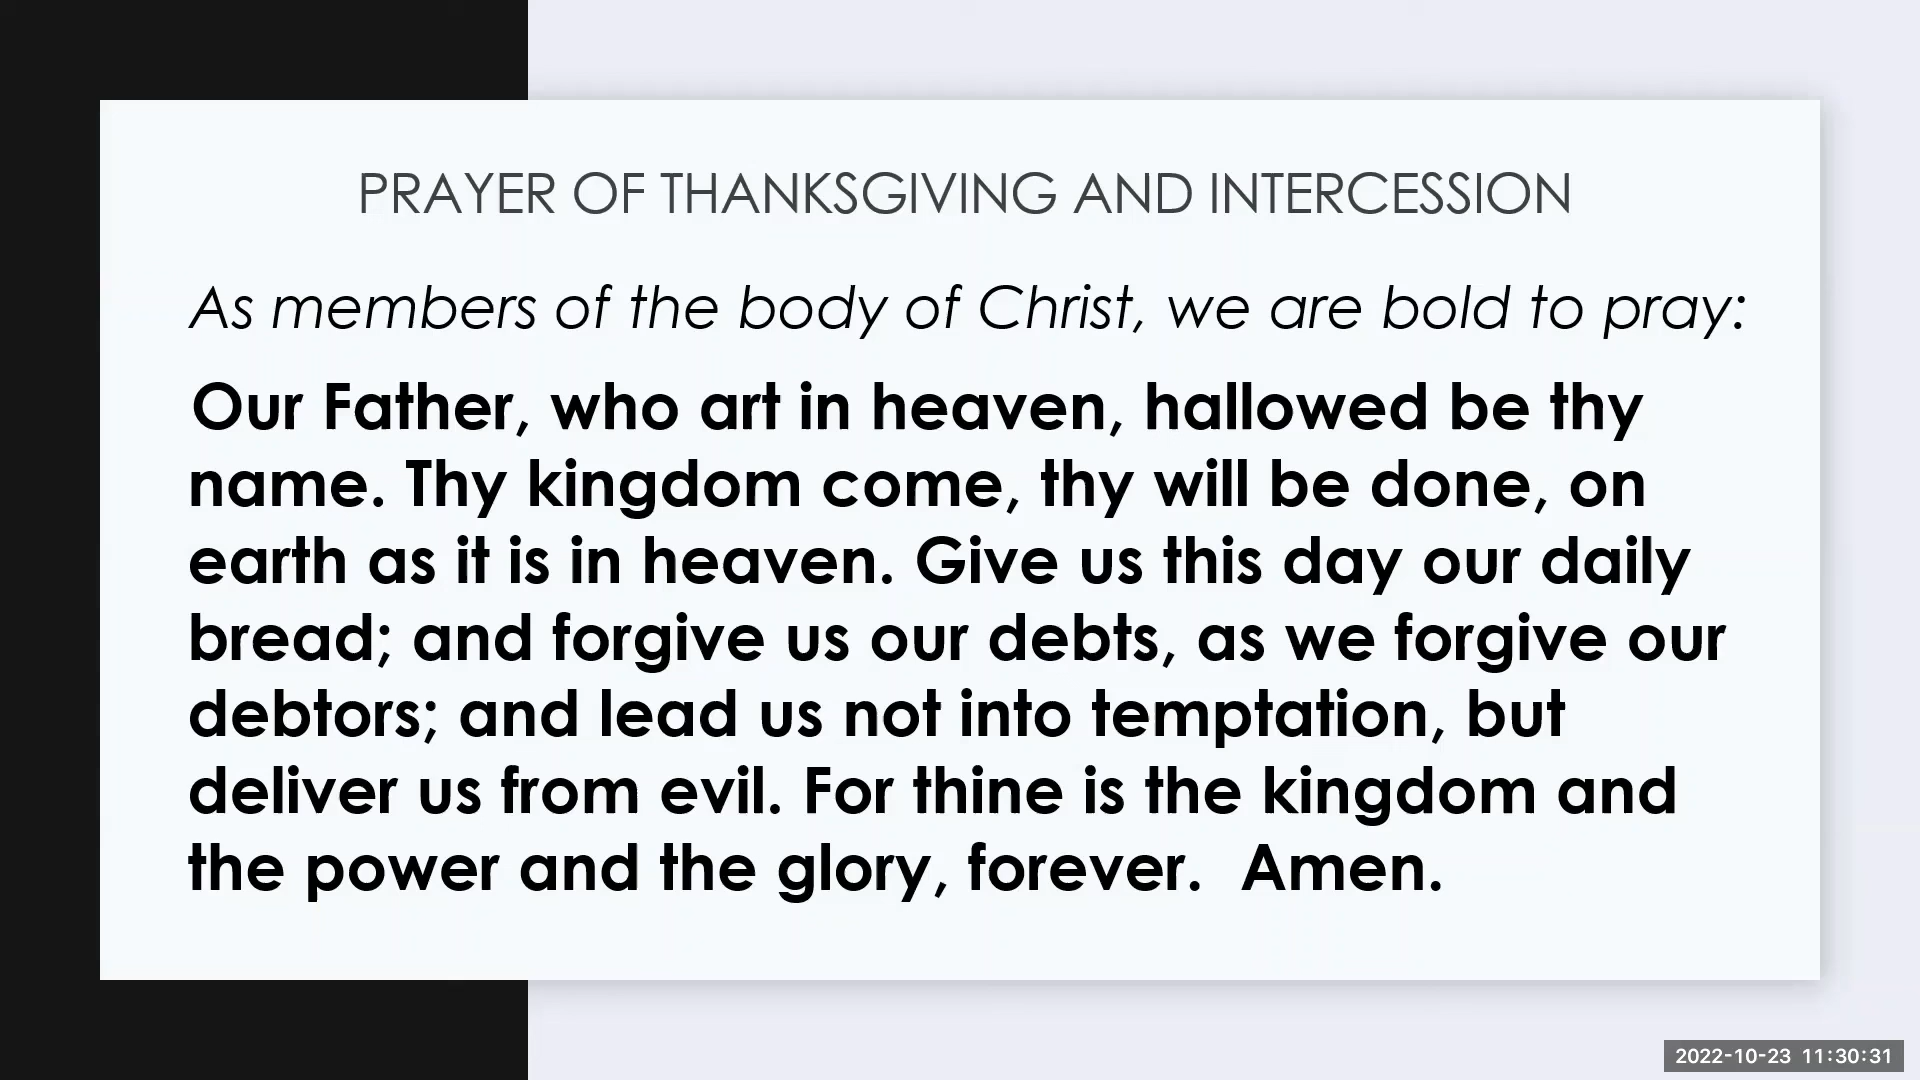 PRAYER OF THANKSGIVING AND INTERCESSION
As members of the body of Christ, we are bold to pray:
Our Father, who art in heaven, hallowed be thy
name. Thy kingdom come, thy will be done, on
earth as it is in heaven. Give us this day our daily
bread; and forgive us our debts, as we forgive our
debtors; and lead us not into temptation, but
deliver us from evil. For thine is the kingdom and
the power and the glory, forever.  Amen.
2022-10-23 11:30:31